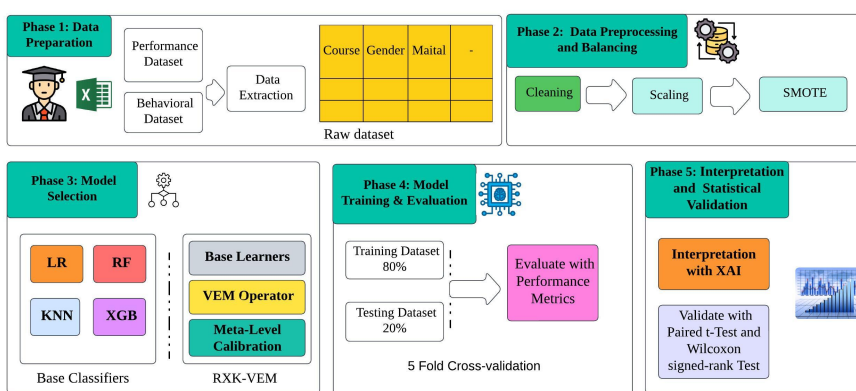 Phase 1: Data
Preparation
Performance
Dataset
Behavioral
Dataset
Data
Extraction
Course Gender Maital -
Raw dataset
Phase 2: Data Preprocessing
and Balancing
Cleaning
Scaling
SMOTE
Phase 3: Model
Selection
LR
RF
KNN
XGB
Base Classifiers
Base Learners
VEM Operator
Meta-Level
Calibration
RXK-VEM
Phase 4: Model
Training & Evaluation
Training Dataset
80%
Testing Dataset
20%
Evaluate with
Performance
Metrics
5 Fold Cross-validation
Phase 5: Interpretation
and Statistical
Validation
Interpretation
with XAI
Validate with
Paired t-Test and
Wilcoxon
signed-rank Test